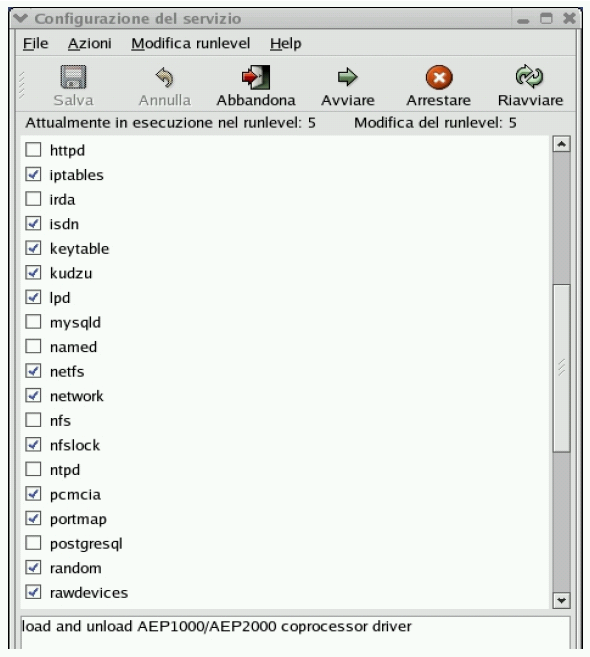 Configurazione del servizio
File Azioni Modifica runlevel Help
Salva Annulla Abbandona Avviare Arrestare Riavviare
Attualmente in esecuzione nel runlevel: 5 Modifica del runlevel: 5
httpd
iptables
irda
isdn
keytable
kudzu
lpd
mysqld
named
netfs
network
nfs
nfslock
ntpd
pcmcia
portmap
postgresql
random
rawdevices
load and unload AEP1000/AEP2000 coprocessor driver